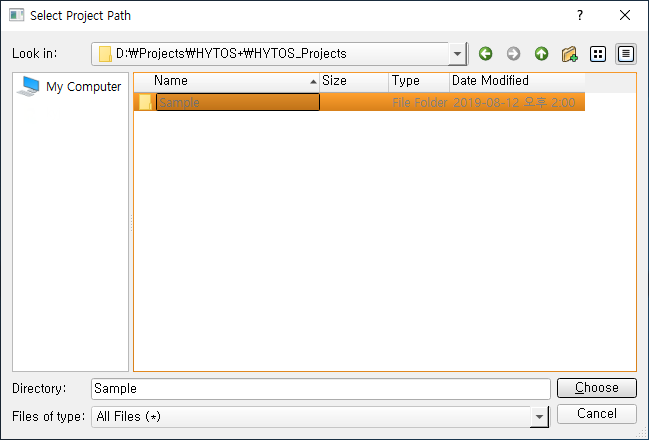 Select Project Path
?
Look in: D:₩Projects₩HYTOS+₩HYTOS_Projects
My Computer
Name Size Type Date Modified
Sample File Folder 2019-08-12 오후 2:00
Directory: Sample Choose
Files of type: All Files (*) Cancel